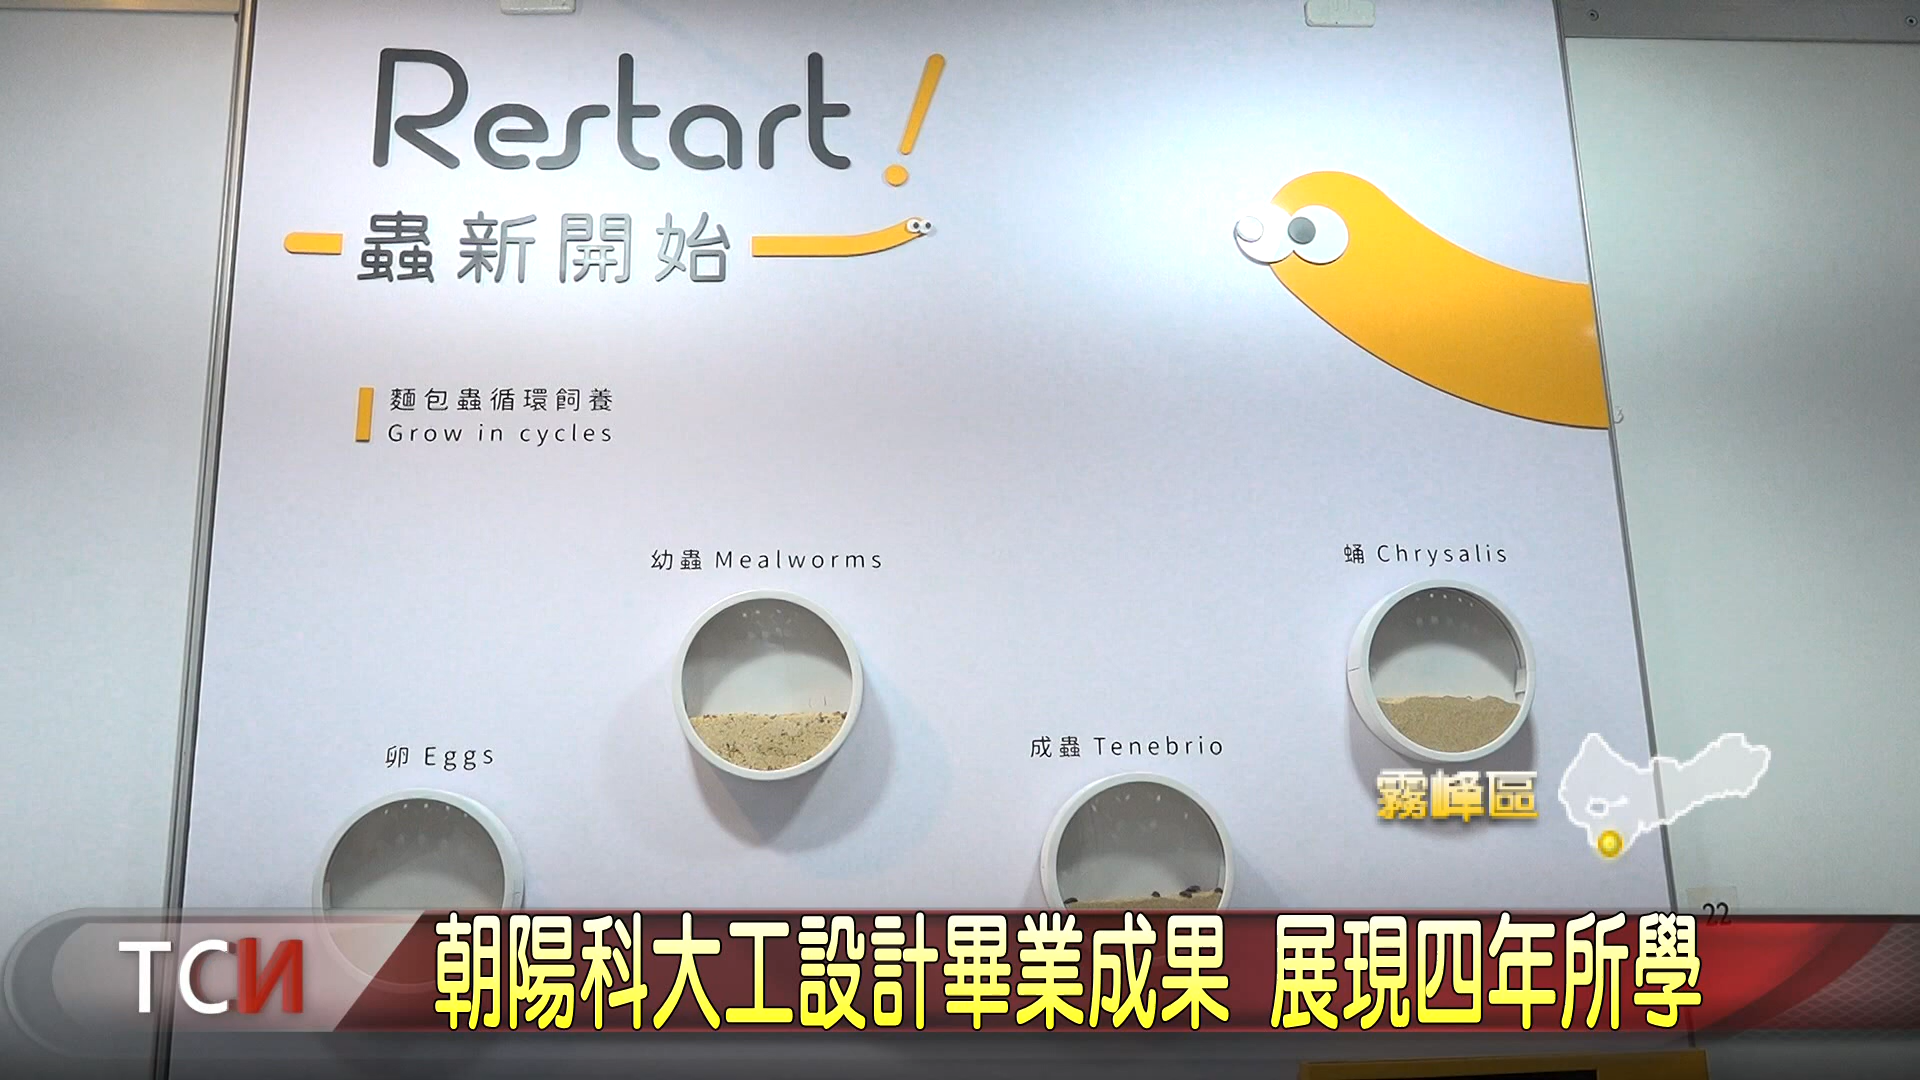 Restart!
蟲新開始
麵包蟲循環飼養
Grow in cycles
幼蟲 Mealworms
蛹 Chrysalis
卵 Eggs
成蟲 Tenebrio
霧峰區
22
TCN
朝陽科大工設計畢業成果 展現四年所學